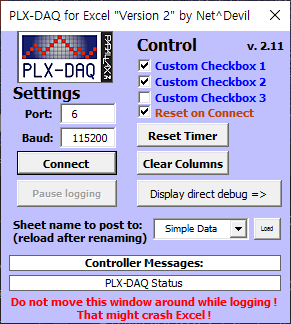 PLX-DAQ for Excel "Version 2" by Net^Devil
PARALLAX
Control
v. 2.11
Custom Checkbox 1
Custom Checkbox 2
Custom Checkbox 3
Reset on Connect
Settings
Port: 6
Baud: 115200
Reset Timer
Connect
Clear Columns
Pause logging
Display direct debug =>
Sheet name to post to:
(reload after renaming)
Simple Data
Load
Controller Messages:
PLX-DAQ Status
Do not move this window around while logging !
That might crash Excel !